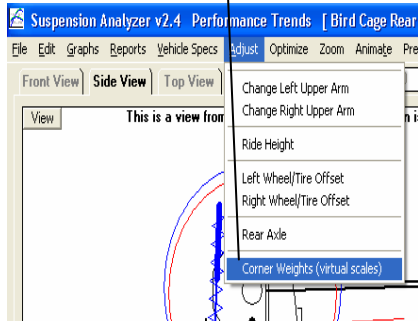 Suspension Analyzer v2.4 Performance Trends [ Bird Cage Rear
File Edit Graphs Reports Vehicle Specs Adjust Optimize Zoom Animate Pre
Front View Side View Top View
View This is a view from
Change Left Upper Arm
Change Right Upper Arm
Ride Height
Left Wheel/Tire Offset
Right Wheel/Tire Offset
Rear Axle
Corner Weights (virtual scales)